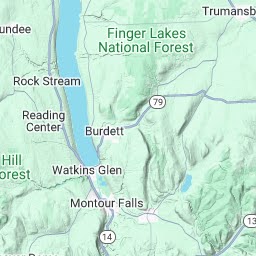 Trumansb
undee
Finger Lakes
National Forest
Rock Stream
79
Reading
Center
Burdett
Hill
orest
Watkins Glen
Montour Falls
13
14